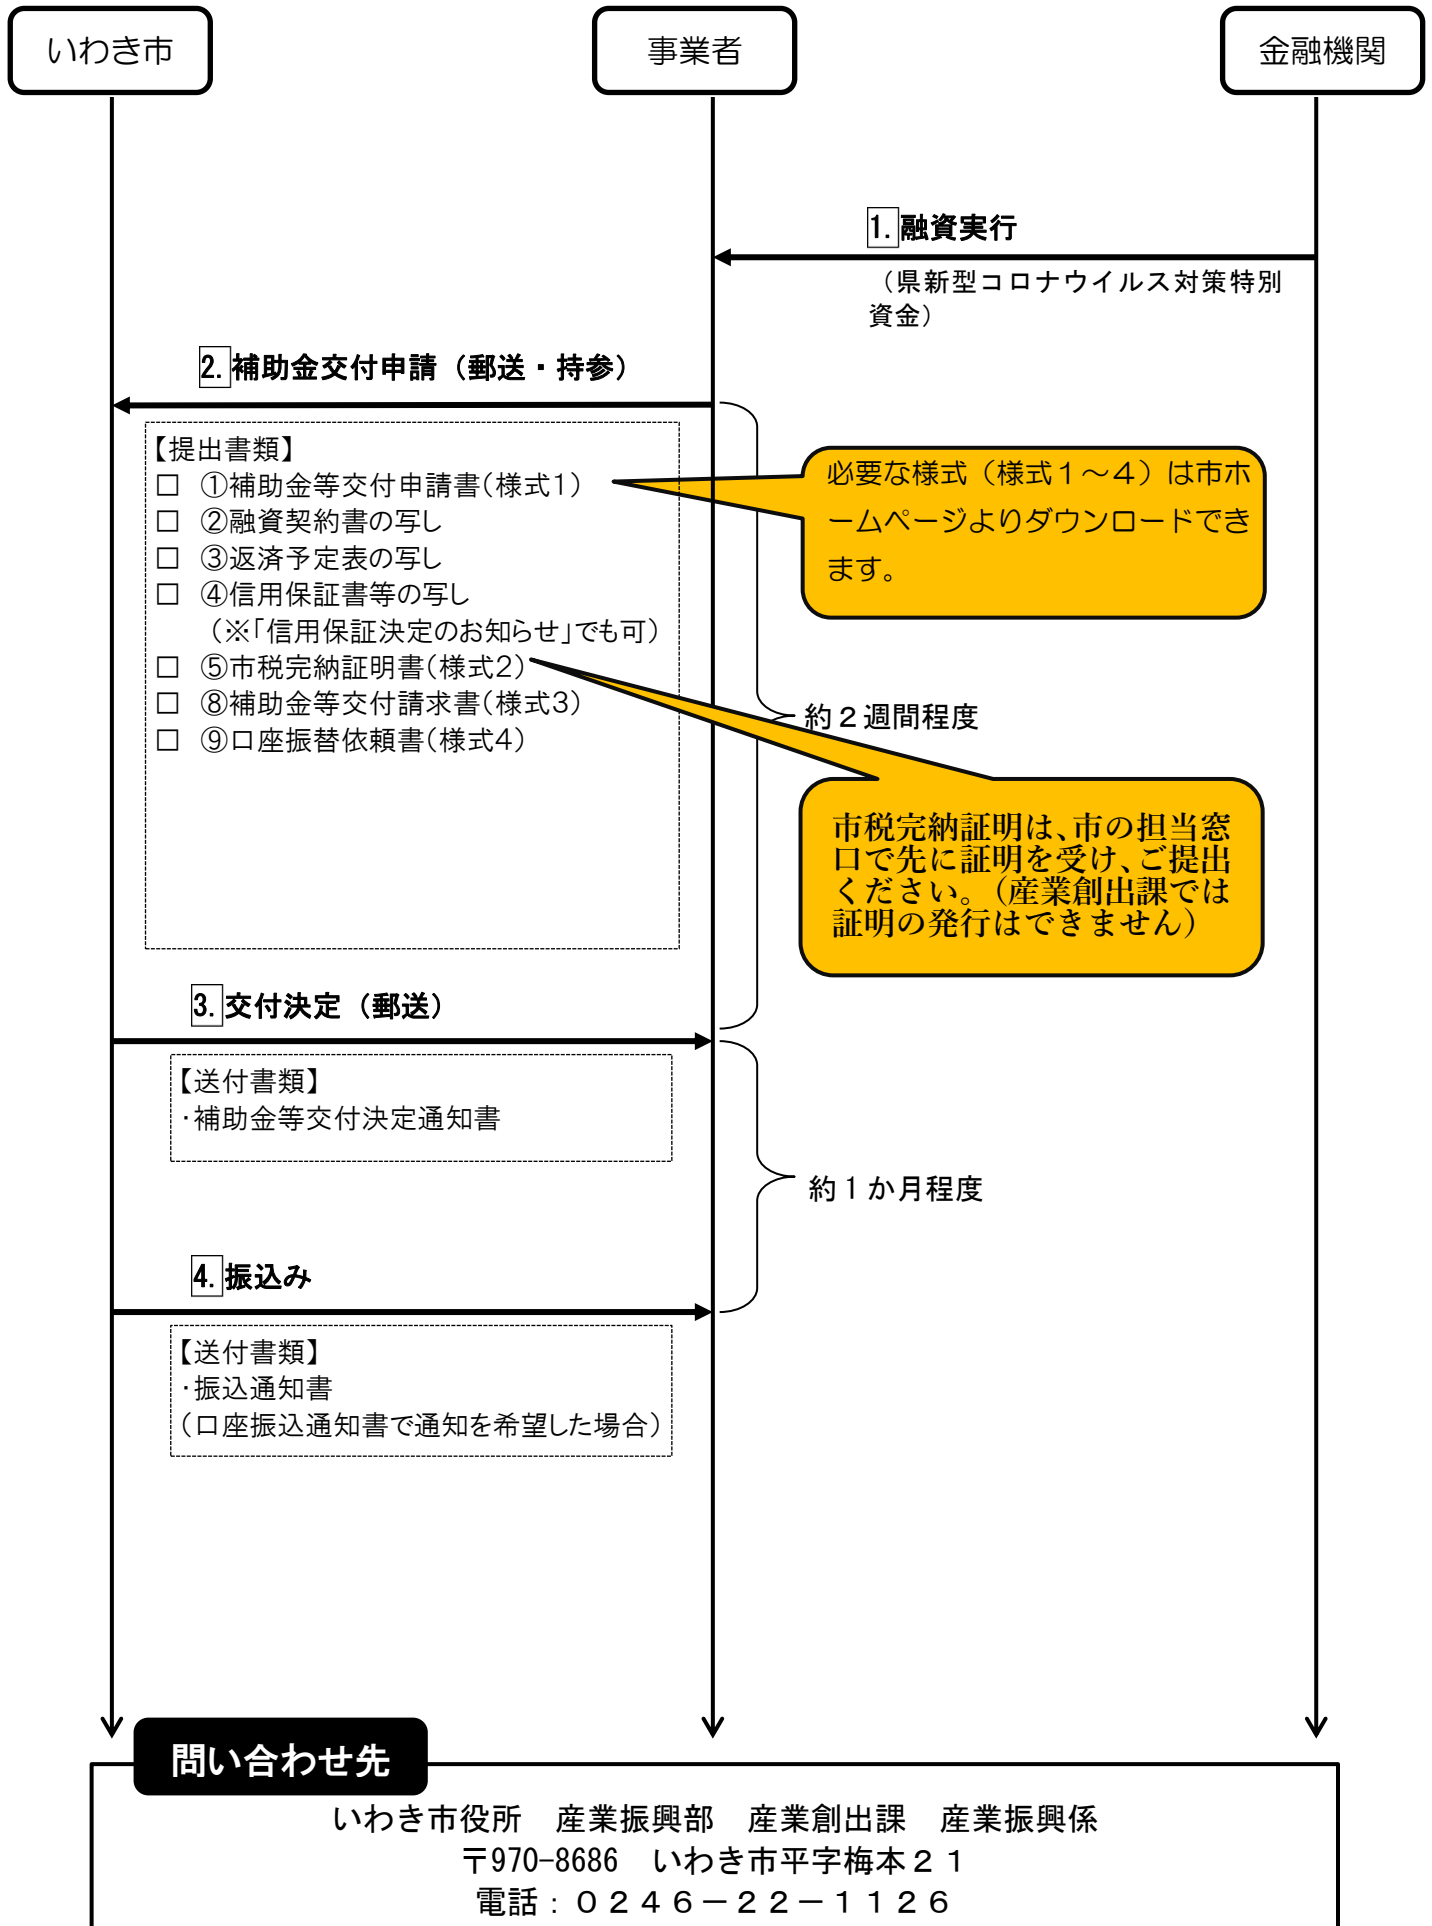 いわき市
事業者
金融機関
1. 融資実行
（県新型コロナウイルス対策特別
資金）
2. 補助金交付申請（郵送・持参）
【提出書類】
□ ①補助金等交付申請書（様式1）
□ ②融資契約書の写し
□ ③返済予定表の写し
□ ④信用保証書等の写し
（※「信用保証決定のお知らせ」でも可）
□ ⑤市税完納証明書（様式2）
□ ⑧補助金等交付請求書（様式3）
□ ⑨口座振替依頼書（様式4）
必要な様式（様式１～４）は市ホ
ームページよりダウンロードでき
ます。
約２週間程度
市税完納証明は、市の担当窓
口で先に証明を受け、ご提出
ください。（産業創出課では
証明の発行はできません）
3. 交付決定（郵送）
【送付書類】
・補助金等交付決定通知書
約１か月程度
4. 振込み
【送付書類】
・振込通知書
（口座振込通知書で通知を希望した場合）
問い合わせ先
いわき市役所　産業振興部　産業創出課　産業振興係
〒970-8686　いわき市平字梅本２１
電話：０２４６－２２－１１２６